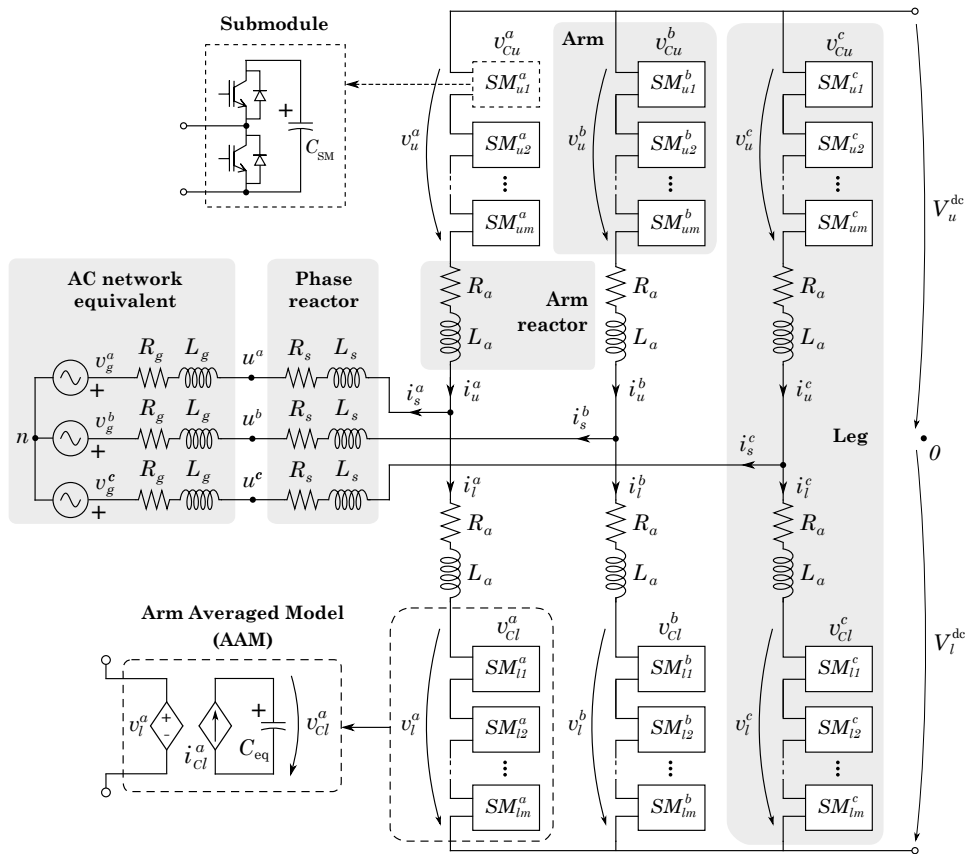 Submodule
+
C_SM
v_Cu^a
SM_u1^a
SM_u2^a
SM_um^a
v_u^a
Arm
v_Cu^b
SM_u1^b
SM_u2^b
SM_um^b
v_u^b
v_Cu^c
SM_u1^c
SM_u2^c
SM_um^c
v_u^c
V_u^dc
AC network
equivalent
Phase
reactor
Arm
reactor
R_a
L_a
R_a
L_a
R_a
L_a
v_g^a
+
R_g
L_g
u^a
R_s
L_s
i_s^a
i_u^a
i_u^b
i_u^c
n
v_g^b
+
R_g
L_g
u^b
R_s
L_s
i_s^b
i_s^c
Leg
0
v_g^c
+
R_g
L_g
u^c
R_s
L_s
i_l^a
i_l^b
i_l^c
R_a
L_a
R_a
L_a
R_a
L_a
Arm Averaged Model
(AAM)
v_l^a
+
-
i_Cl^a
+
C_eq
v_Cl^a
v_Cl^a
SM_l1^a
SM_l2^a
SM_lm^a
v_l^a
v_Cl^b
SM_l1^b
SM_l2^b
SM_lm^b
v_l^b
v_Cl^c
SM_l1^c
SM_l2^c
SM_lm^c
v_l^c
V_l^dc